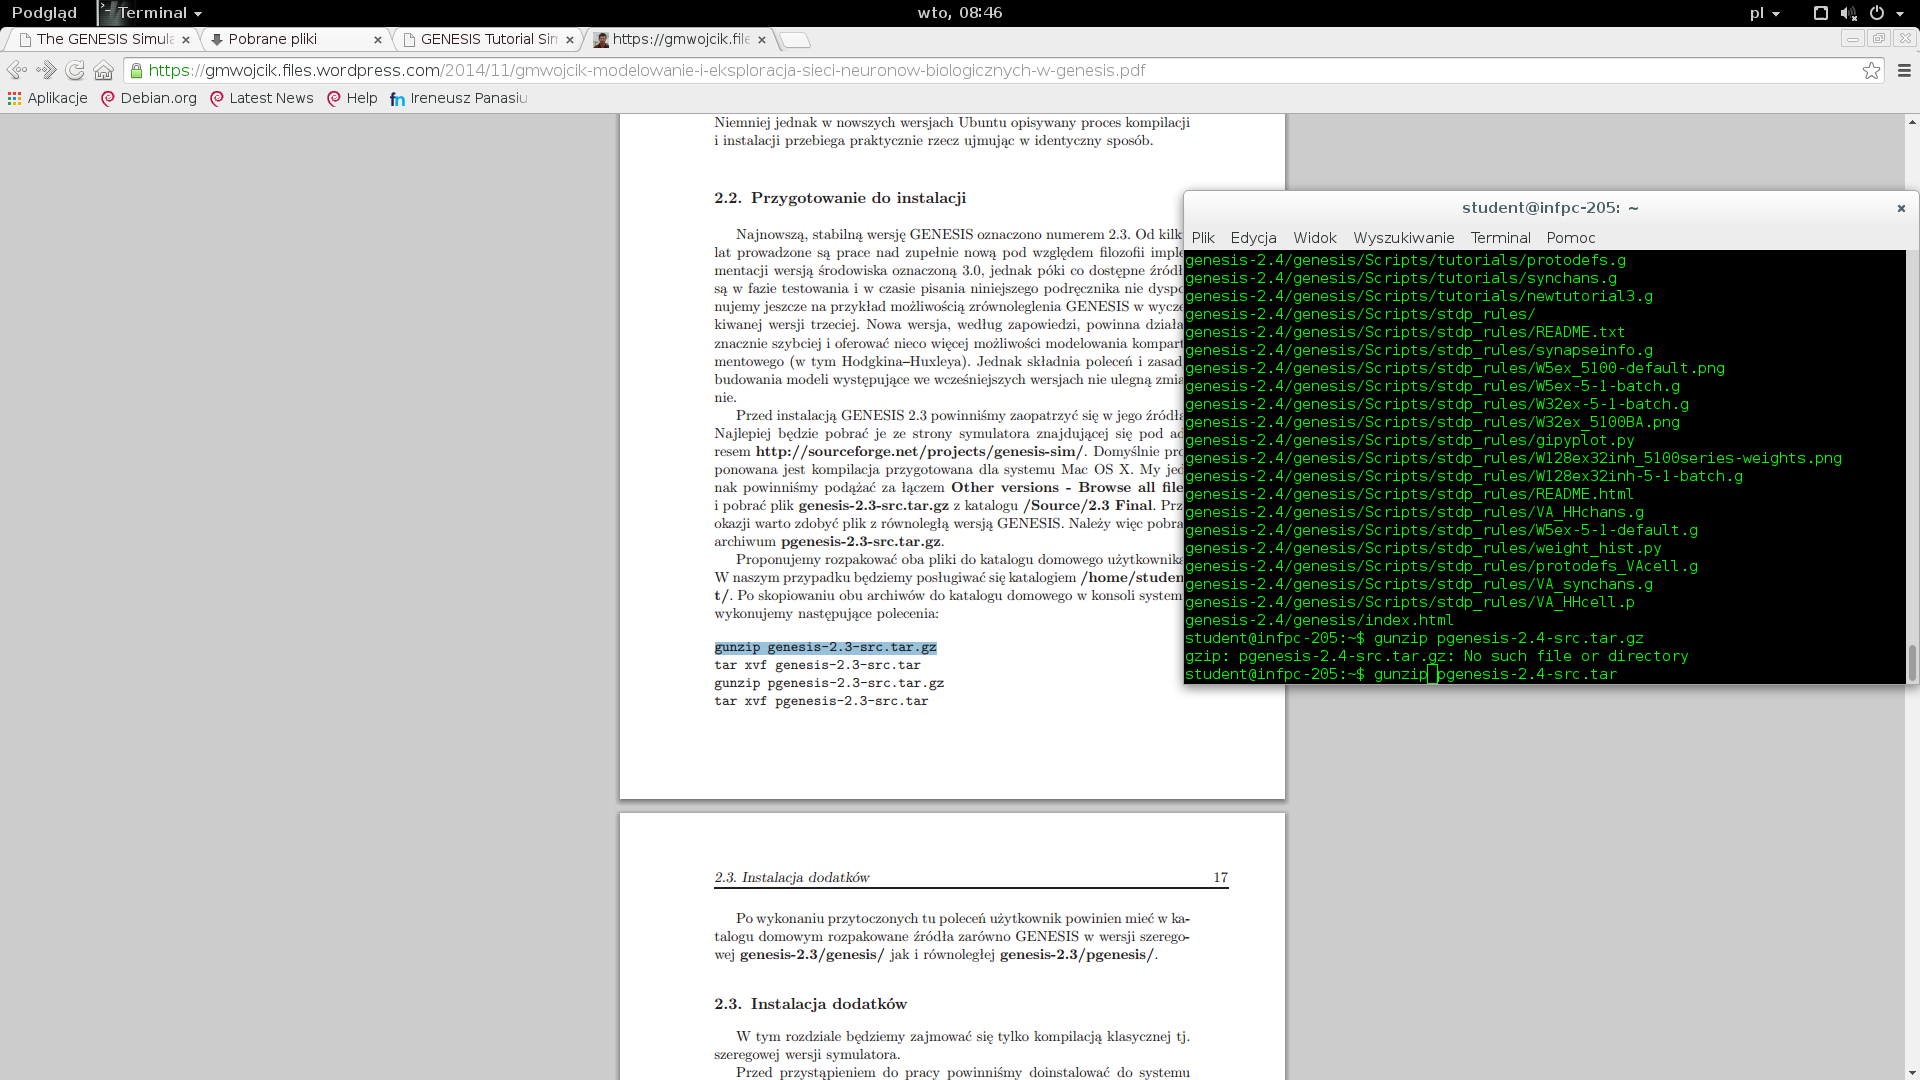 Podgląd
Terminal
wto, 08:46
pl
The GENESIS Simula
Pobrane pliki
GENESIS Tutorial Sim
https://gmwojcik.file
https://gmwojcik.files.wordpress.com/2014/11/gmwojcik-modelowanie-i-eksploracja-sieci-neuronow-biologicznych-w-genesis.pdf
Aplikacje
Debian.org
Latest News
Help
Ireneusz Panasiu
Niemniej jednak w nowszych wersjach Ubuntu opisywany proces kompilacji
i instalacji przebiega praktycznie rzecz ujmując w identyczny sposób.
2.2. Przygotowanie do instalacji
Najnowszą, stabilną wersję GENESIS oznaczono numerem 2.3. Od kilk
lat prowadzone są prace nad zupełnie nową pod względem filozofii imple
mentacji wersją środowiska oznaczoną 3.0, jednak póki co dostępne źródł
są w fazie testowania i w czasie pisania niniejszego podręcznika nie dyspo
nujemy jeszcze na przykład możliwością zrównoleglenia GENESIS w wycze
kiwanej wersji trzeciej. Nowa wersja, według zapowiedzi, powinna działa
znacznie szybciej i oferować nieco więcej możliwości modelowania kompart
mentowego (w tym Hodgkina–Huxleya). Jednak składnia poleceń i zasad
budowania modeli występujące we wcześniejszych wersjach nie ulegną zmia
nie.
Przed instalacją GENESIS 2.3 powinniśmy zaopatrzyć się w jego źródła
Najlepiej będzie pobrać je ze strony symulatora znajdującej się pod ad
resem http://sourceforge.net/projects/genesis-sim/. Domyślnie pro
ponowana jest kompilacja przygotowana dla systemu Mac OS X. My jed
nak powinniśmy podążać za łączem Other versions - Browse all file
i pobrać plik genesis-2.3-src.tar.gz z katalogu /Source/2.3 Final. Prz
okazji warto zdobyć plik z równoległą wersją GENESIS. Należy więc pobra
archiwum pgenesis-2.3-src.tar.gz.
Proponujemy rozpakować oba pliki do katalogu domowego użytkownika
W naszym przypadku będziemy posługiwać się katalogiem /home/studen
t/. Po skopiowaniu obu archiwów do katalogu domowego w konsoli system
wykonujemy następujące polecenia:
gunzip genesis-2.3-src.tar.gz
tar xvf genesis-2.3-src.tar
gunzip pgenesis-2.3-src.tar.gz
tar xvf pgenesis-2.3-src.tar
2.3. Instalacja dodatków 17
Po wykonaniu przytoczonych tu poleceń użytkownik powinien mieć w ka-
talogu domowym rozpakowane źródła zarówno GENESIS w wersji szerego-
wej genesis-2.3/genesis/ jak i równoległej genesis-2.3/pgenesis/.
2.3. Instalacja dodatków
W tym rozdziale będziemy zajmować się tylko kompilacją klasycznej tj.
szeregowej wersji symulatora.
Przed przystąpieniem do pracy powinniśmy doinstalować do systemu
student@infpc-205: ~
Plik Edycja Widok Wyszukiwanie Terminal Pomoc
genesis-2.4/genesis/Scripts/tutorials/protodefs.g
genesis-2.4/genesis/Scripts/tutorials/synchans.g
genesis-2.4/genesis/Scripts/tutorials/newtutorial3.g
genesis-2.4/genesis/Scripts/stdp_rules/
genesis-2.4/genesis/Scripts/stdp_rules/README.txt
genesis-2.4/genesis/Scripts/stdp_rules/synapseinfo.g
genesis-2.4/genesis/Scripts/stdp_rules/W5ex_5100-default.png
genesis-2.4/genesis/Scripts/stdp_rules/W5ex-5-1-batch.g
genesis-2.4/genesis/Scripts/stdp_rules/W32ex-5-1-batch.g
genesis-2.4/genesis/Scripts/stdp_rules/W32ex_5100BA.png
genesis-2.4/genesis/Scripts/stdp_rules/gipyplot.py
genesis-2.4/genesis/Scripts/stdp_rules/W128ex32inh_5100series-weights.png
genesis-2.4/genesis/Scripts/stdp_rules/W128ex32inh-5-1-batch.g
genesis-2.4/genesis/Scripts/stdp_rules/README.html
genesis-2.4/genesis/Scripts/stdp_rules/VA_HHchans.g
genesis-2.4/genesis/Scripts/stdp_rules/W5ex-5-1-default.g
genesis-2.4/genesis/Scripts/stdp_rules/weight_hist.py
genesis-2.4/genesis/Scripts/stdp_rules/protodefs_VAcell.g
genesis-2.4/genesis/Scripts/stdp_rules/VA_synchans.g
genesis-2.4/genesis/Scripts/stdp_rules/VA_HHcell.p
genesis-2.4/genesis/index.html
student@infpc-205:~$ gunzip pgenesis-2.4-src.tar.gz
gzip: pgenesis-2.4-src.tar.gz: No such file or directory
student@infpc-205:~$ gunzip pgenesis-2.4-src.tar